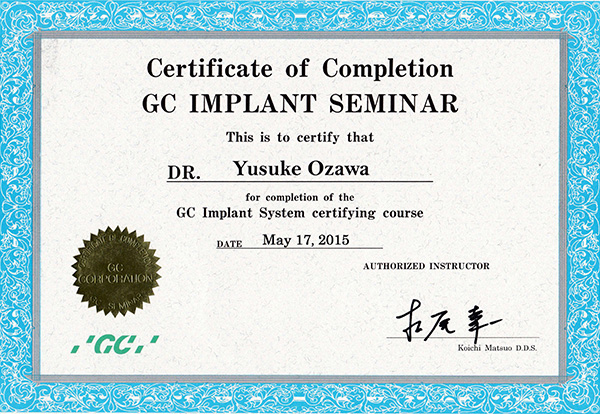 Certificate of Completion
GC IMPLANT SEMINAR
This is to certify that
DR. Yusuke Ozawa
for completion of the
GC Implant System certifying course
DATE May 17, 2015
AUTHORIZED INSTRUCTOR
GC
CORPORATION
Koichi Matsuo D.D.S.
GC